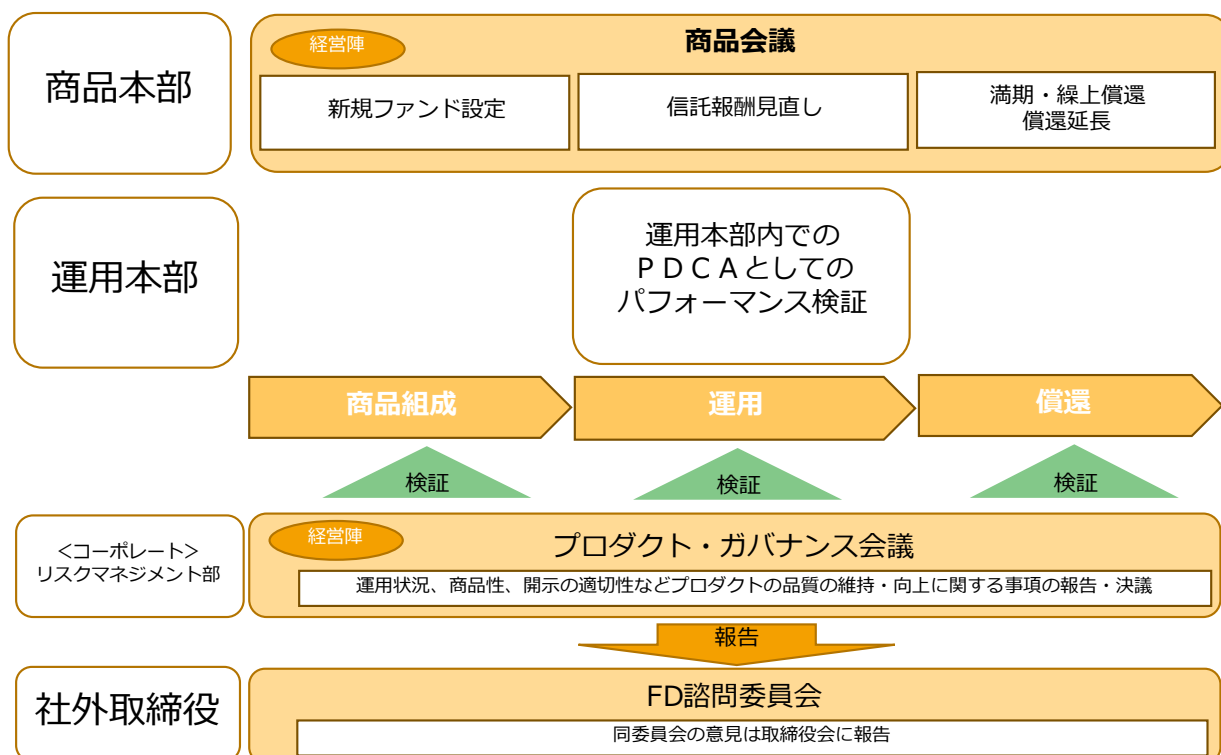 商品本部
経営陣
商品会議
新規ファンド設定
信託報酬見直し
満期・繰上償還
償還延長
運用本部
運用本部内での
ＰＤＣＡとしての
パフォーマンス検証
商品組成
運用
償還
検証
検証
検証
＜コーポレート＞
リスクマネジメント部
経営陣
プロダクト・ガバナンス会議
運用状況、商品性、開示の適切性などプロダクトの品質の維持・向上に関する事項の報告・決議
報告
社外取締役
FD諮問委員会
同委員会の意見は取締役会に報告